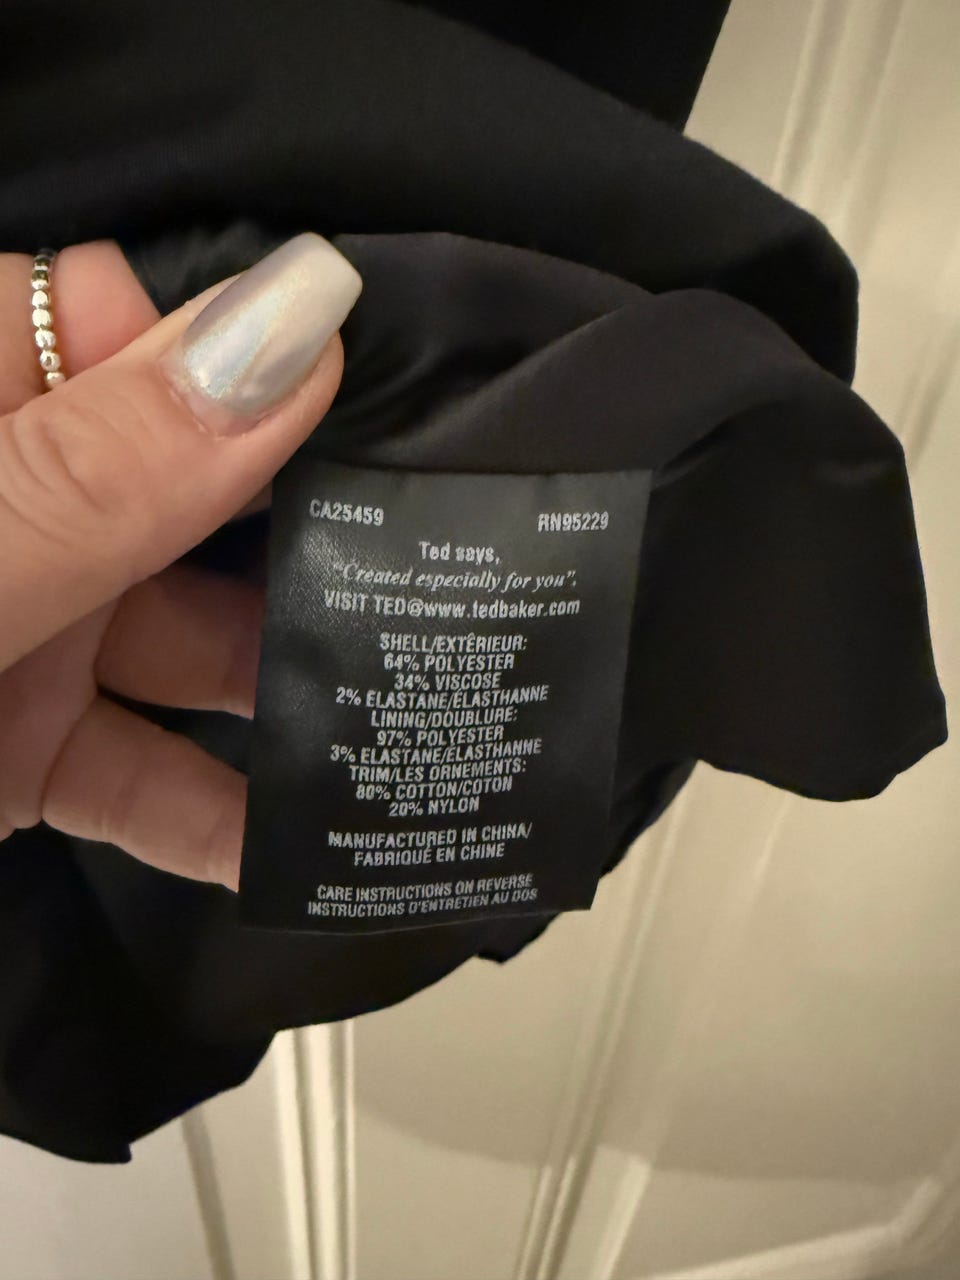 CA25459 RN95229
Ted says,
"Created especially for you".
VISIT TED@www.tedbaker.com
SHELL/EXTÊRIEUR:
64% POLYESTER
34% VISCOSE
2% ELASTANE/ÉLASTHANNE
LINING/DOUBLURE:
97% POLYESTER
3% ELASTANE/ÉLASTHANNE
TRIM/LES ORNEMENTS:
80% COTTON/COTON
20% NYLON
MANUFACTURED IN CHINA/
FABRIQUÉ EN CHINE
CARE INSTRUCTIONS ON REVERSE
INSTRUCTIONS D'ENTRETIEN AU DOS